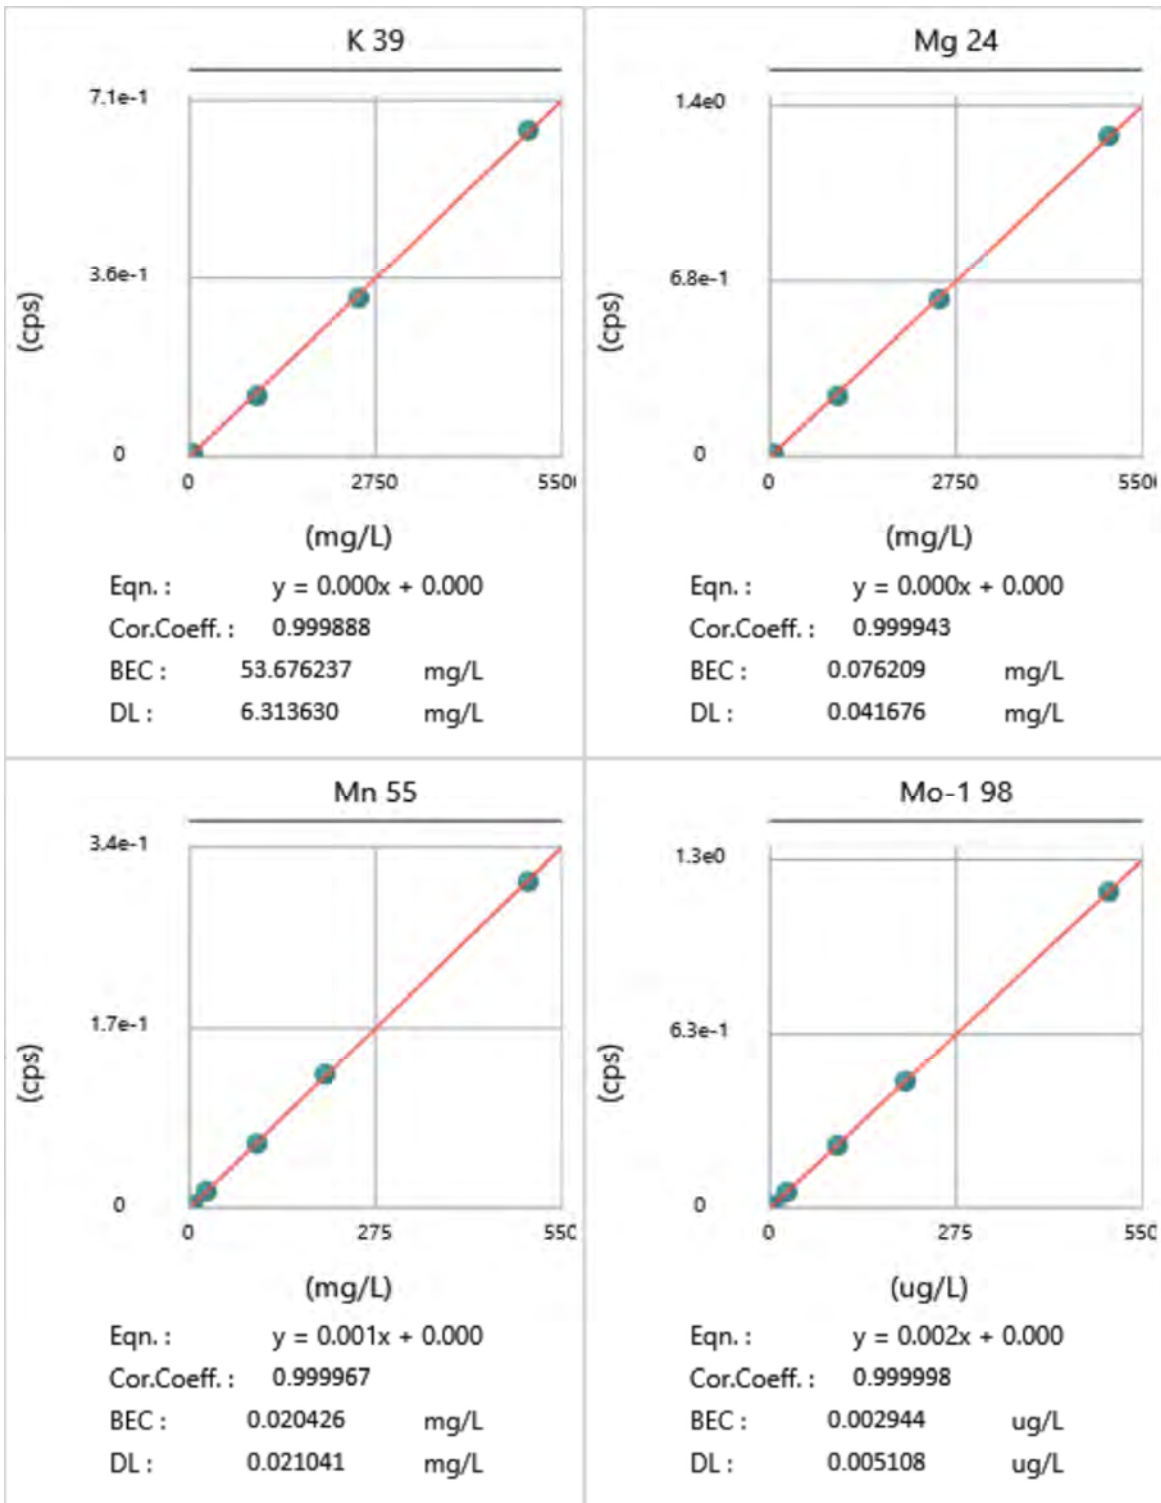 K 39
7.1e-1
3.6e-1
0
(cps)
0 2750 550
(mg/L)
Eqn. : y = 0.000x + 0.000
Cor.Coeff. : 0.999888
BEC : 53.676237 mg/L
DL : 6.313630 mg/L
Mg 24
1.4e0
6.8e-1
0
(cps)
0 2750 550
(mg/L)
Eqn. : y = 0.000x + 0.000
Cor.Coeff. : 0.999943
BEC : 0.076209 mg/L
DL : 0.041676 mg/L
Mn 55
3.4e-1
1.7e-1
0
(cps)
0 275 550
(mg/L)
Eqn. : y = 0.001x + 0.000
Cor.Coeff. : 0.999967
BEC : 0.020426 mg/L
DL : 0.021041 mg/L
Mo-1 98
1.3e0
6.3e-1
0
(cps)
0 275 550
(ug/L)
Eqn. : y = 0.002x + 0.000
Cor.Coeff. : 0.999998
BEC : 0.002944 ug/L
DL : 0.005108 ug/L